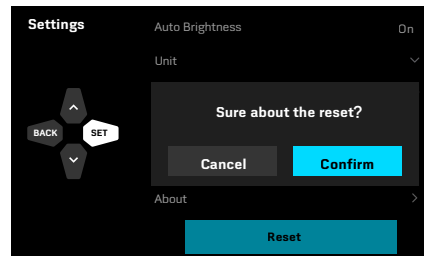 Settings
Auto Brightness On
Unit
BACK SET
Sure about the reset?
Cancel Confirm
About
Reset